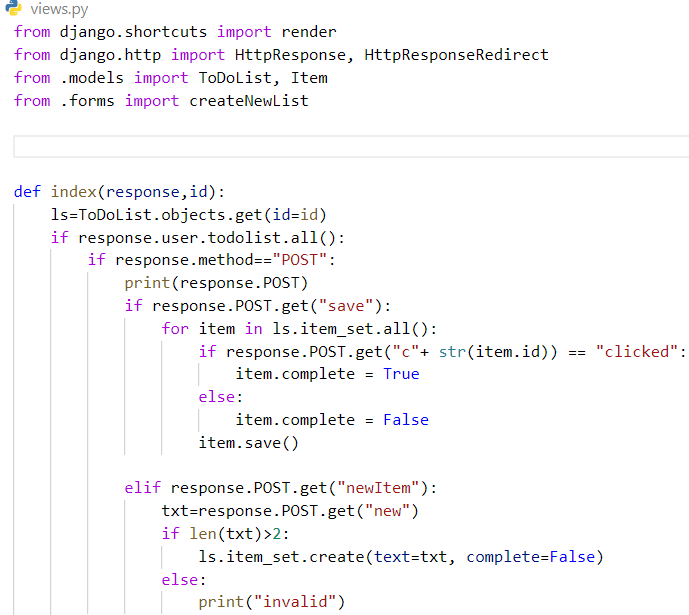 views.py
from django.shortcuts import render
from django.http import HttpResponse, HttpResponseRedirect
from .models import ToDoList, Item
from .forms import createNewList
def index(response,id):
    ls=ToDoList.objects.get(id=id)
    if response.user.todolist.all():
        if response.method=="POST":
            print(response.POST)
            if response.POST.get("save"):
                for item in ls.item_set.all():
                    if response.POST.get("c"+ str(item.id)) == "clicked":
                        item.complete = True
                    else:
                        item.complete = False
                    item.save()
            elif response.POST.get("newItem"):
                txt=response.POST.get("new")
                if len(txt)>2:
                    ls.item_set.create(text=txt, complete=False)
                else:
                    print("invalid")